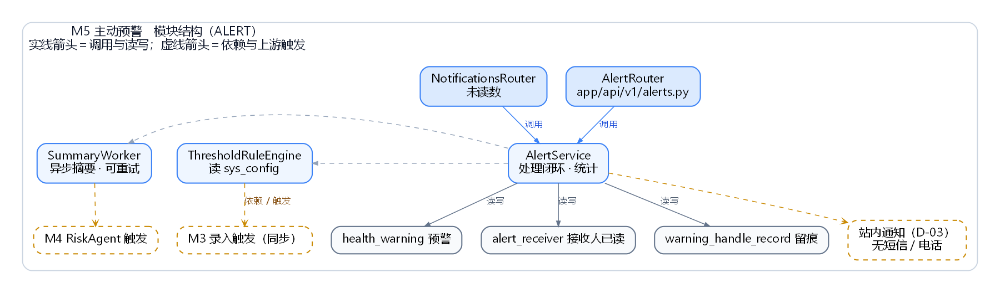 M5 主动预警　模块结构（ALERT）
实线箭头＝调用与读写；虚线箭头＝依赖与上游触发
NotificationsRouter
未读数
AlertRouter
app/api/v1/alerts.py
调用
调用
SummaryWorker
异步摘要 · 可重试
ThresholdRuleEngine
读 sys_config
AlertService
处理闭环 · 统计
依赖 / 触发
读写
读写
读写
M4 RiskAgent 触发
M3 录入触发（同步）
health_warning 预警
alert_receiver 接收人已读
warning_handle_record 留痕
站内通知（D-03）
无短信 / 电话